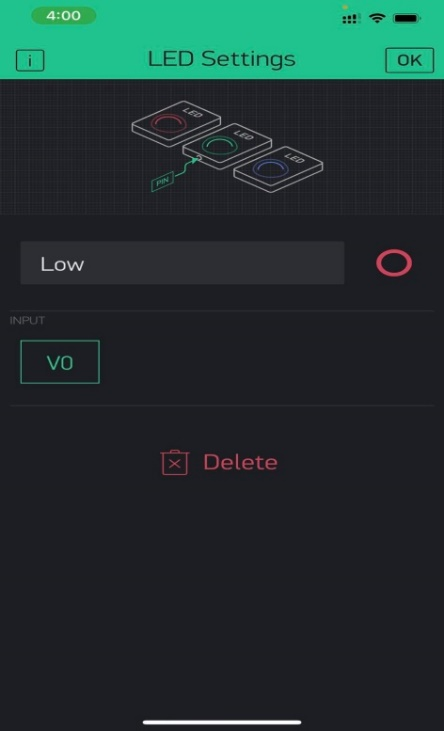 4:00
i
LED Settings
OK
LED
LED
LED
PIN
Low
INPUT
V0
Delete